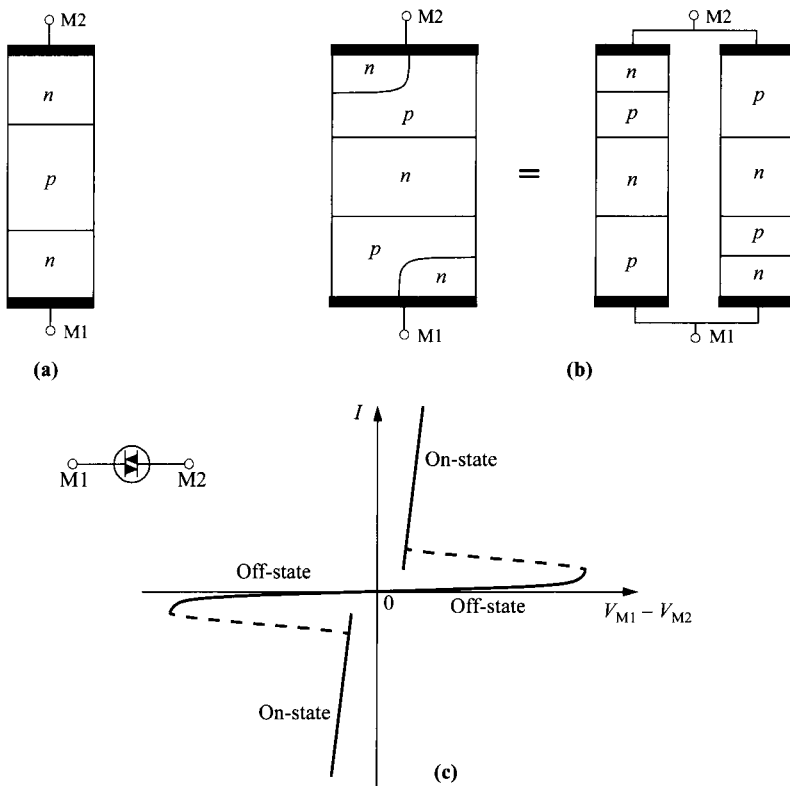 M2
n
p
n
M1
(a)
M2
n
p
n
p
n
M1
=
M2
n
p
n
p
p
n
p
n
M1
(b)
I
On-state
M1
M2
Off-state
0
Off-state
V_M1 − V_M2
On-state
(c)